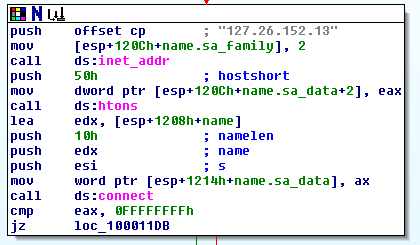 push offset cp ; "127.26.152.13"
mov [esp+120Ch+name.sa_family], 2
call ds:inet_addr
push 50h ; hostshort
mov dword ptr [esp+120Ch+name.sa_data+2], eax
call ds:htons
lea edx, [esp+1208h+name]
push 10h ; namelen
push edx ; name
push esi ; s
mov word ptr [esp+1214h+name.sa_data], ax
call ds:connect
cmp eax, 0FFFFFFFFh
jz loc_100011DB